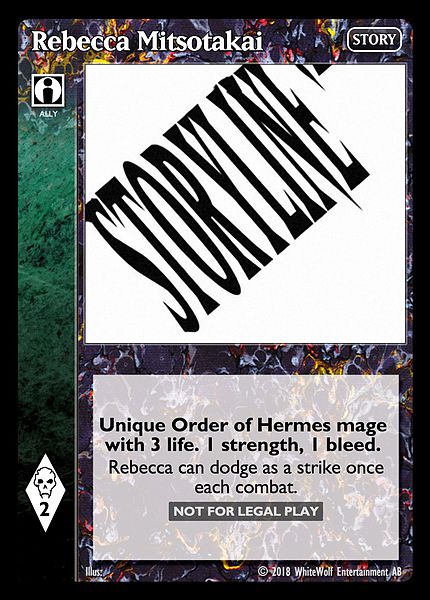 Rebecca Mitsotakai
STORY
ALLY
STORYLINE
Unique Order of Hermes mage
with 3 life. 1 strength, 1 bleed.
Rebecca can dodge as a strike once
each combat.
NOT FOR LEGAL PLAY
2
Illus:
© 2018 WhiteWolf Entertainment AB